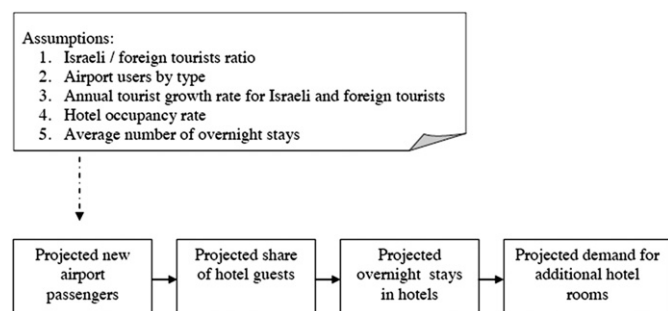 Assumptions:
1. Israeli / foreign tourists ratio
2. Airport users by type
3. Annual tourist growth rate for Israeli and foreign tourists
4. Hotel occupancy rate
5. Average number of overnight stays
Projected new
airport
passengers
Projected share
of hotel guests
Projected
overnight stays
in hotels
Projected demand for
additional hotel
rooms